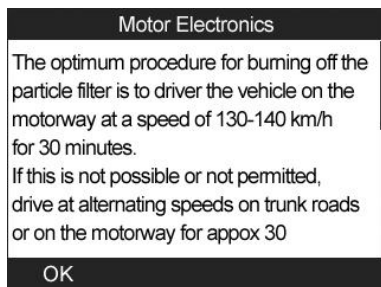 Motor Electronics
The optimum procedure for burning off the
particle filter is to driver the vehicle on the
motorway at a speed of 130-140 km/h
for 30 minutes.
If this is not possible or not permitted,
drive at alternating speeds on trunk roads
or on the motorway for appox 30
OK